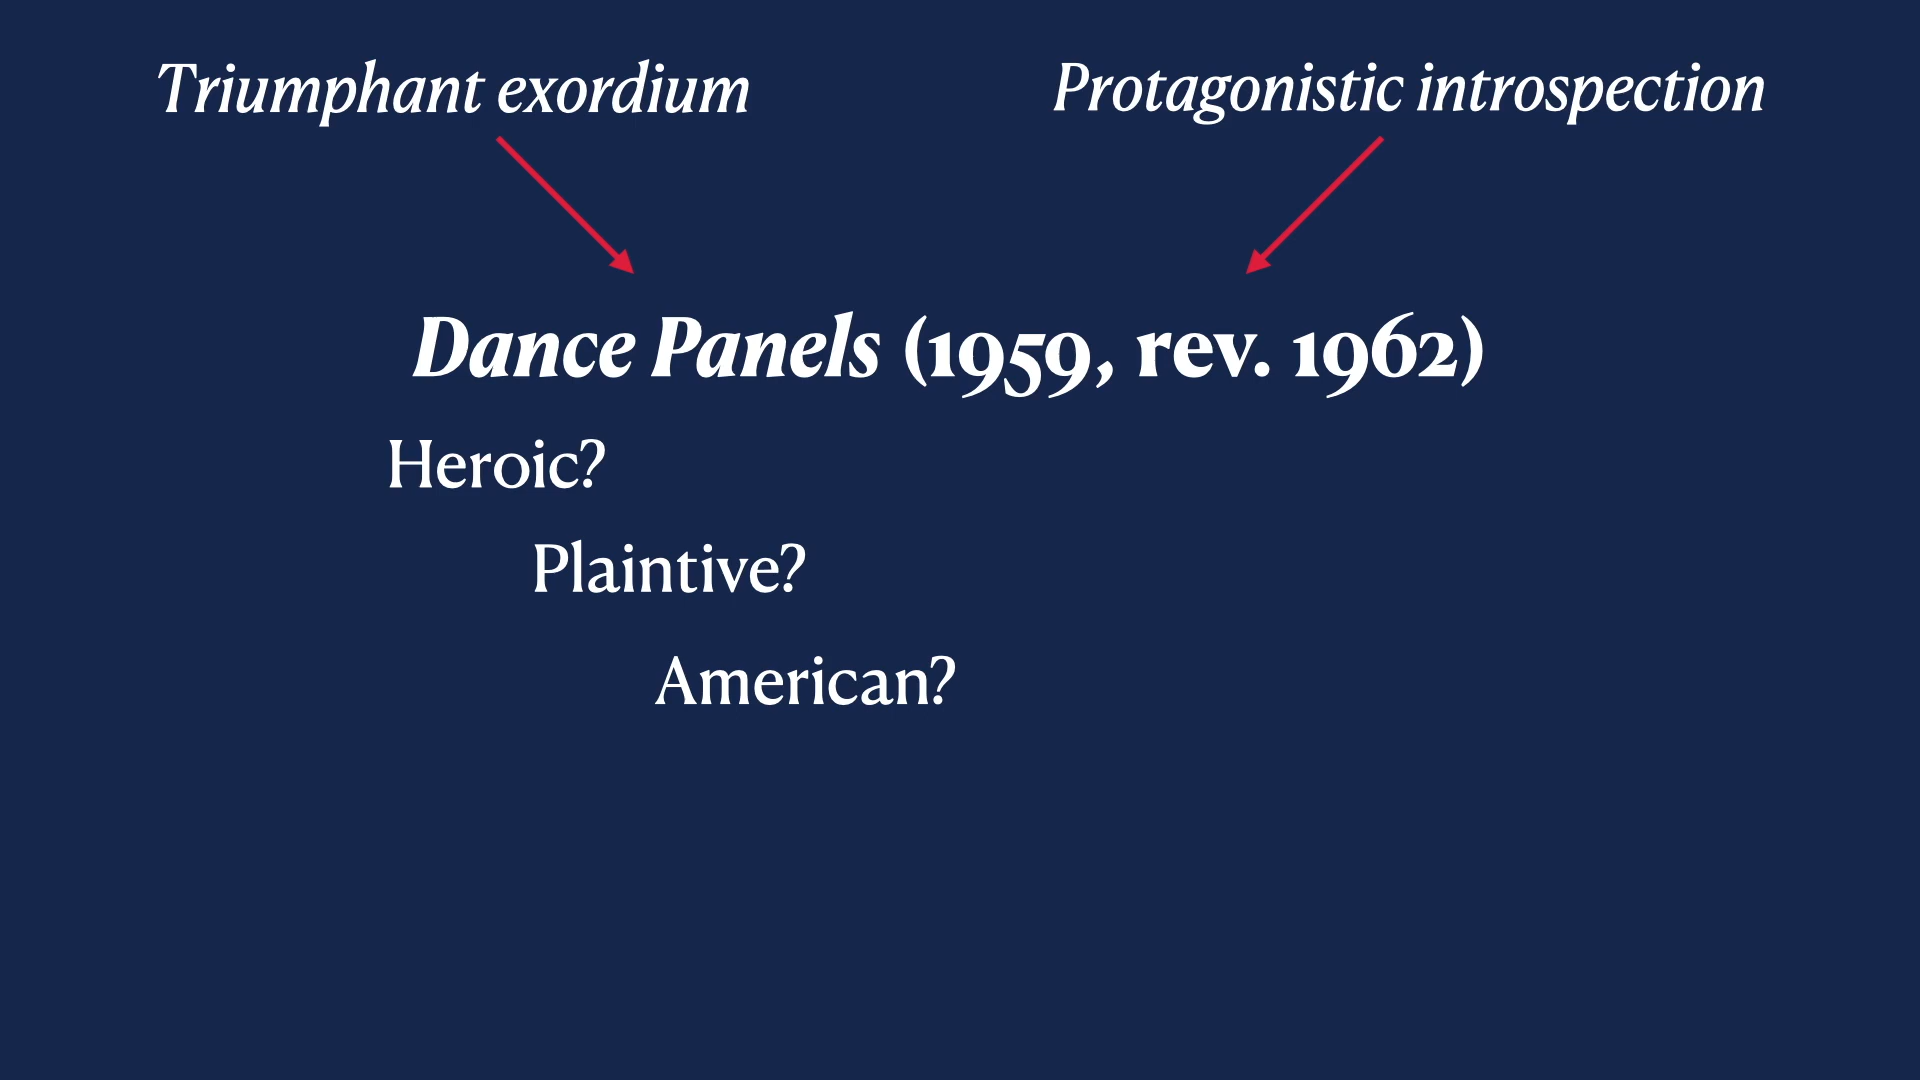 Triumphant exordium
Protagonistic introspection
Dance Panels (1959, rev. 1962)
Heroic?
Plaintive?
American?